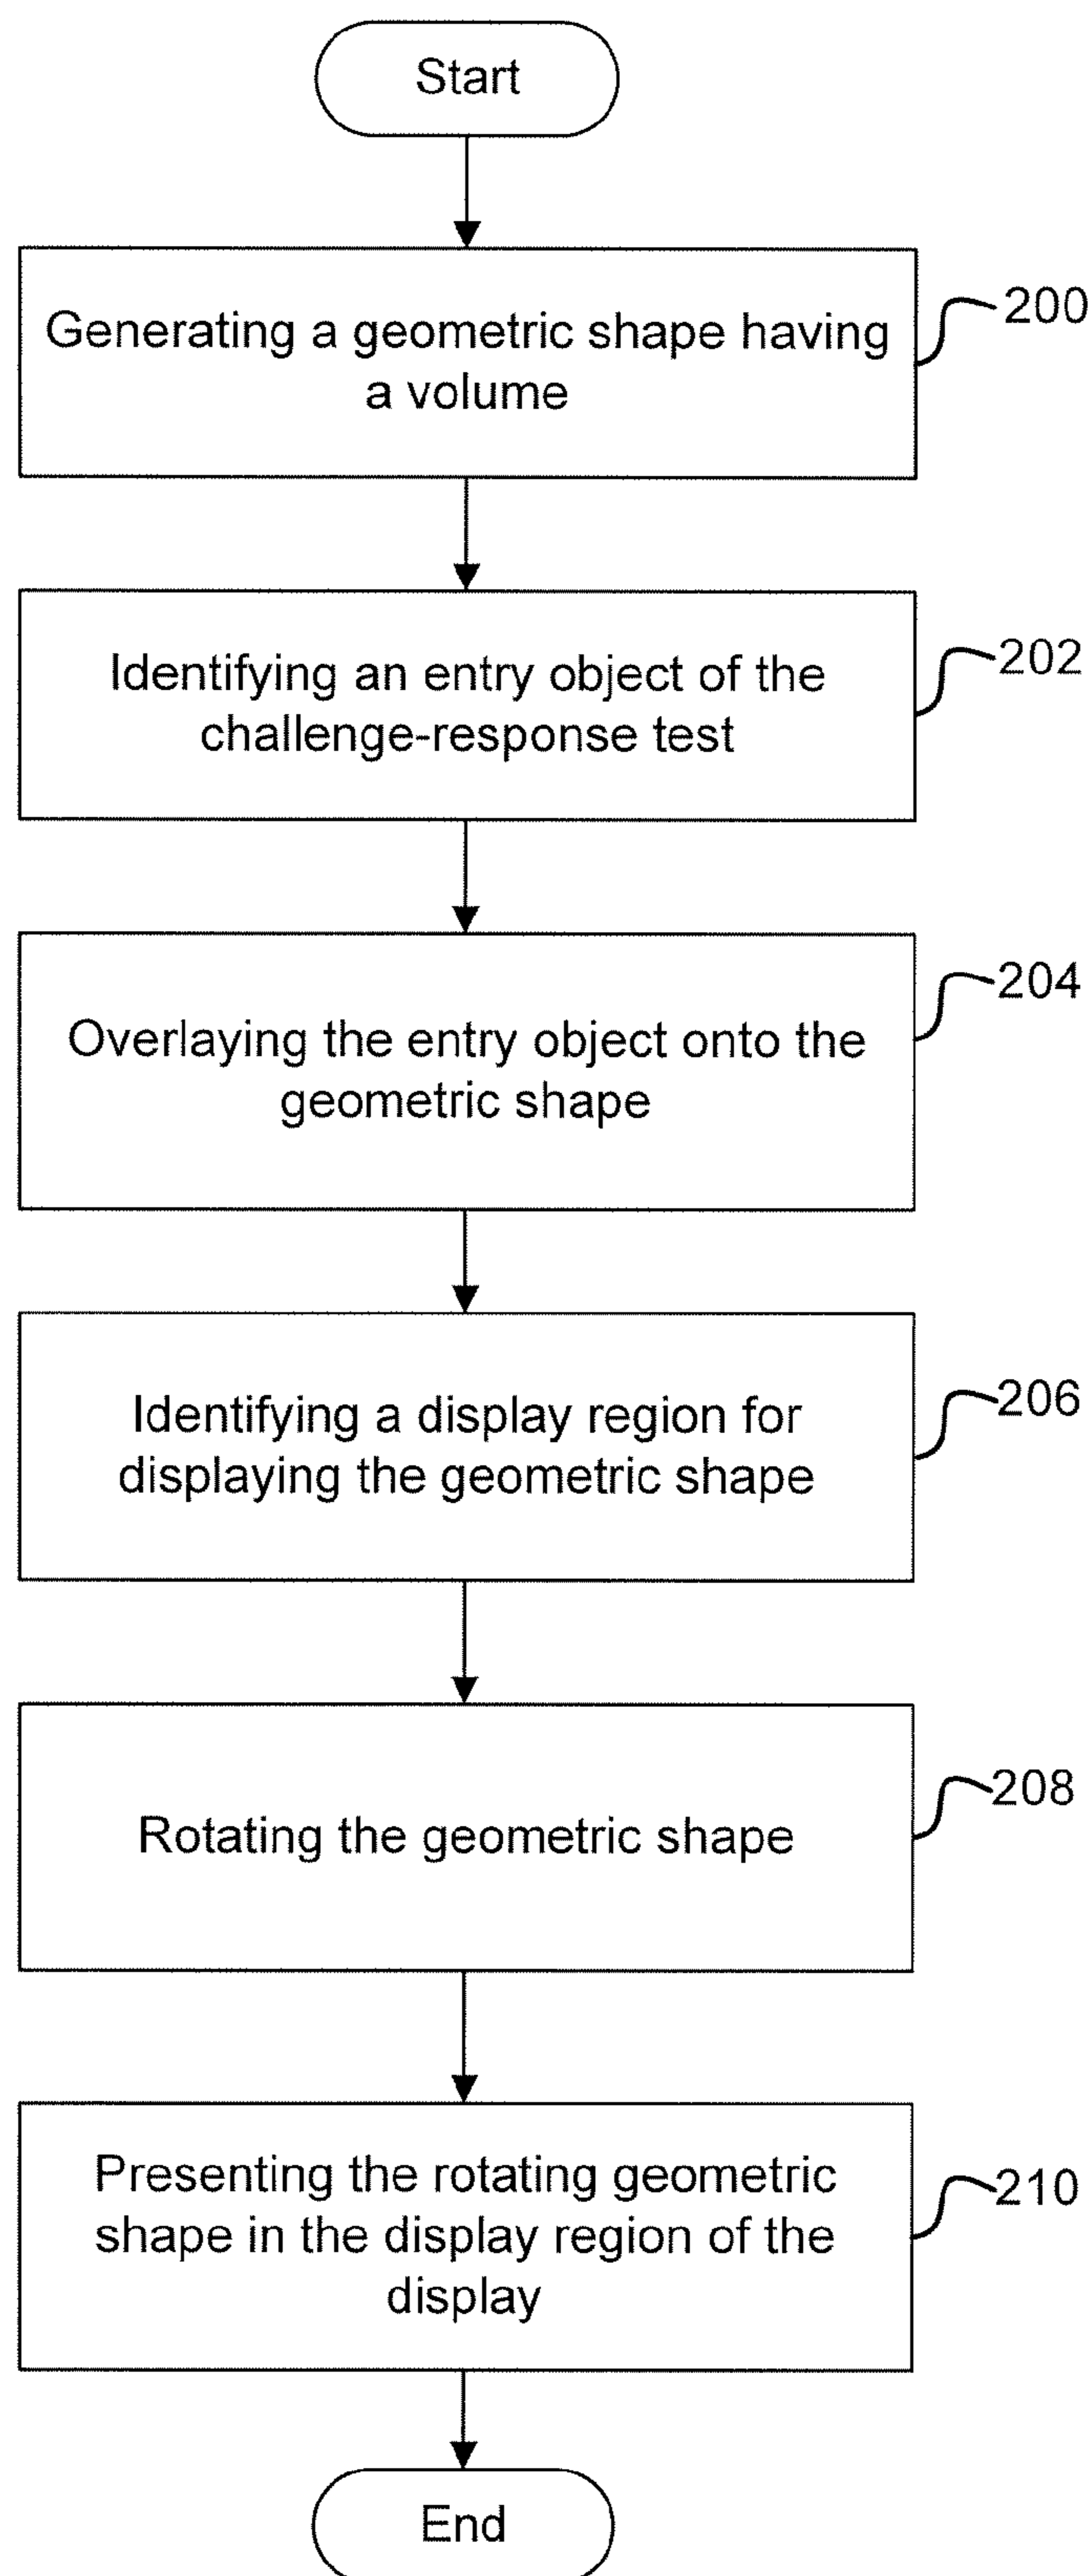 Start
Generating a geometric shape having
a volume
200
Identifying an entry object of the
challenge-response test
202
Overlaying the entry object onto the
geometric shape
204
Identifying a display region for
displaying the geometric shape
206
Rotating the geometric shape
208
Presenting the rotating geometric
shape in the display region of the
display
210
End